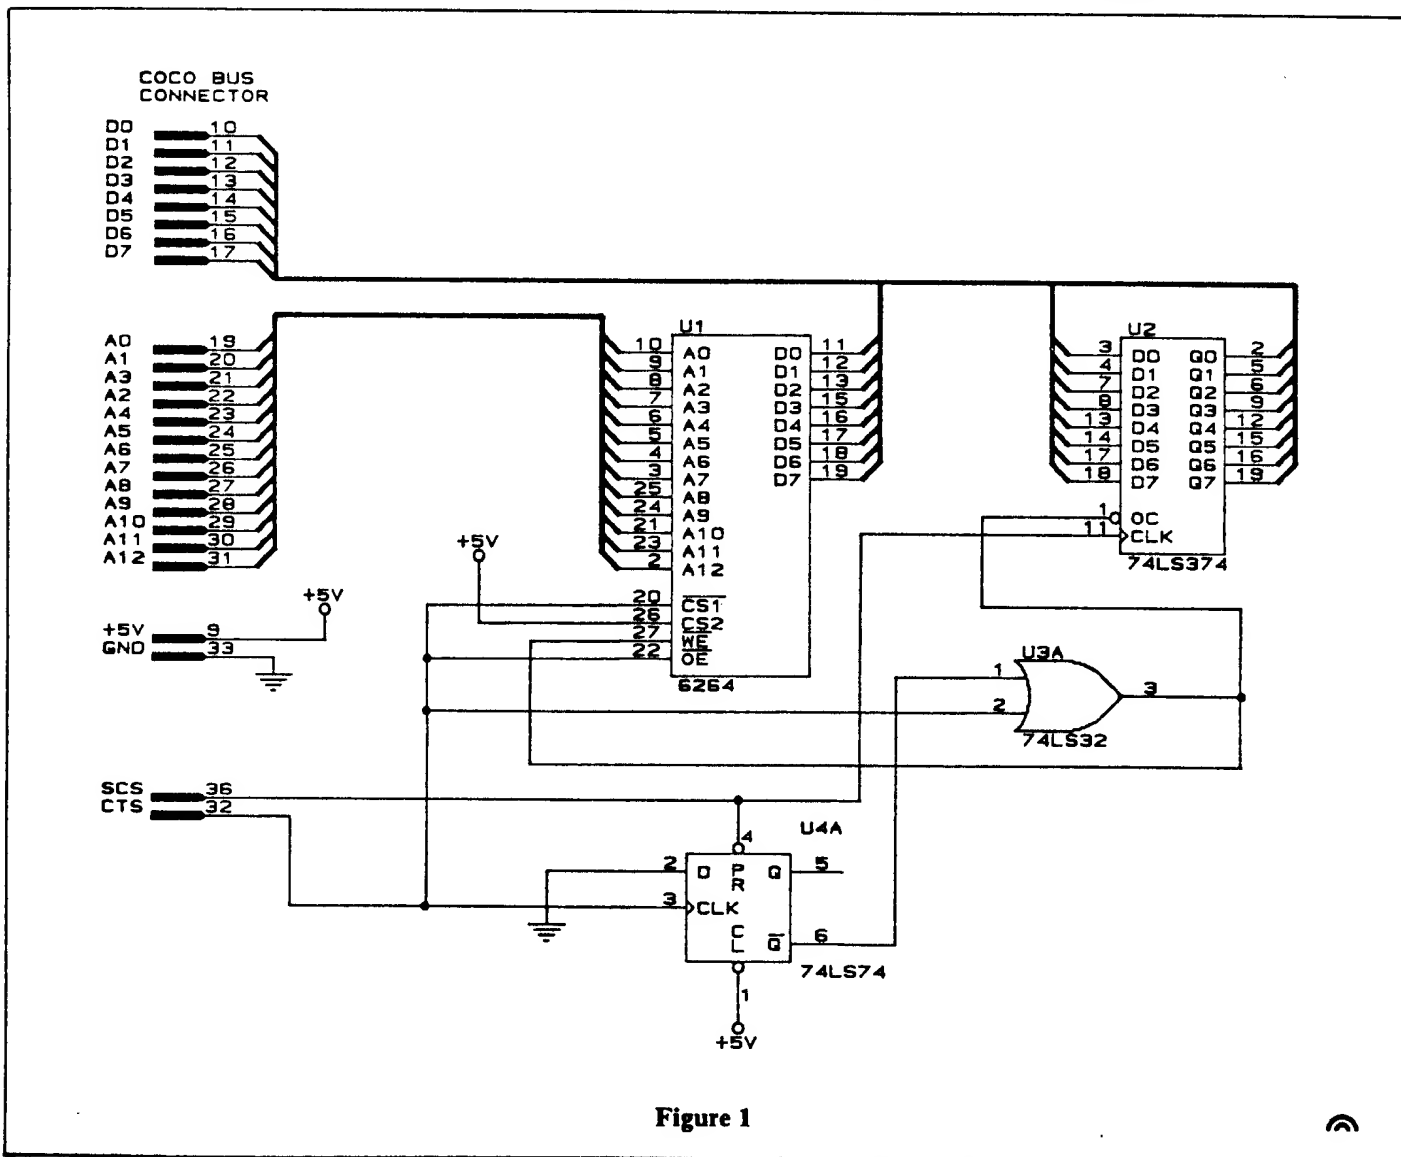 COCO BUS
CONNECTOR
D0 10
D1 11
D2 12
D3 13
D4 14
D5 15
D6 16
D7 17
A0 19
A1 20
A3 21
A2 22
A4 23
A5 24
A6 25
A7 26
A8 27
A9 28
A10 29
A11 30
A12 31
+5V
+5V 9
GND 33
SCS 36
CTS 32
+5V
U1
10 A0 D0 11
9 A1 D1 12
8 A2 D2 13
7 A3 D3 15
6 A4 D4 16
5 A5 D5 17
4 A6 D6 18
3 A7 D7 19
25 A8
24 A9
21 A10
23 A11
2 A12
20 CS1
26 CS2
27 WE
22 OE
6264
U2
3 D0 Q0 2
4 D1 Q1 5
7 D2 Q2 6
8 D3 Q3 9
13 D4 Q4 12
14 D5 Q5 15
17 D6 Q6 16
18 D7 Q7 19
1 OC
11 CLK
74LS374
U3A
1
2
3
74LS32
U4A
4
2 D PR Q 5
3 CLK
CL Q 6
74LS74
1
+5V
Figure 1